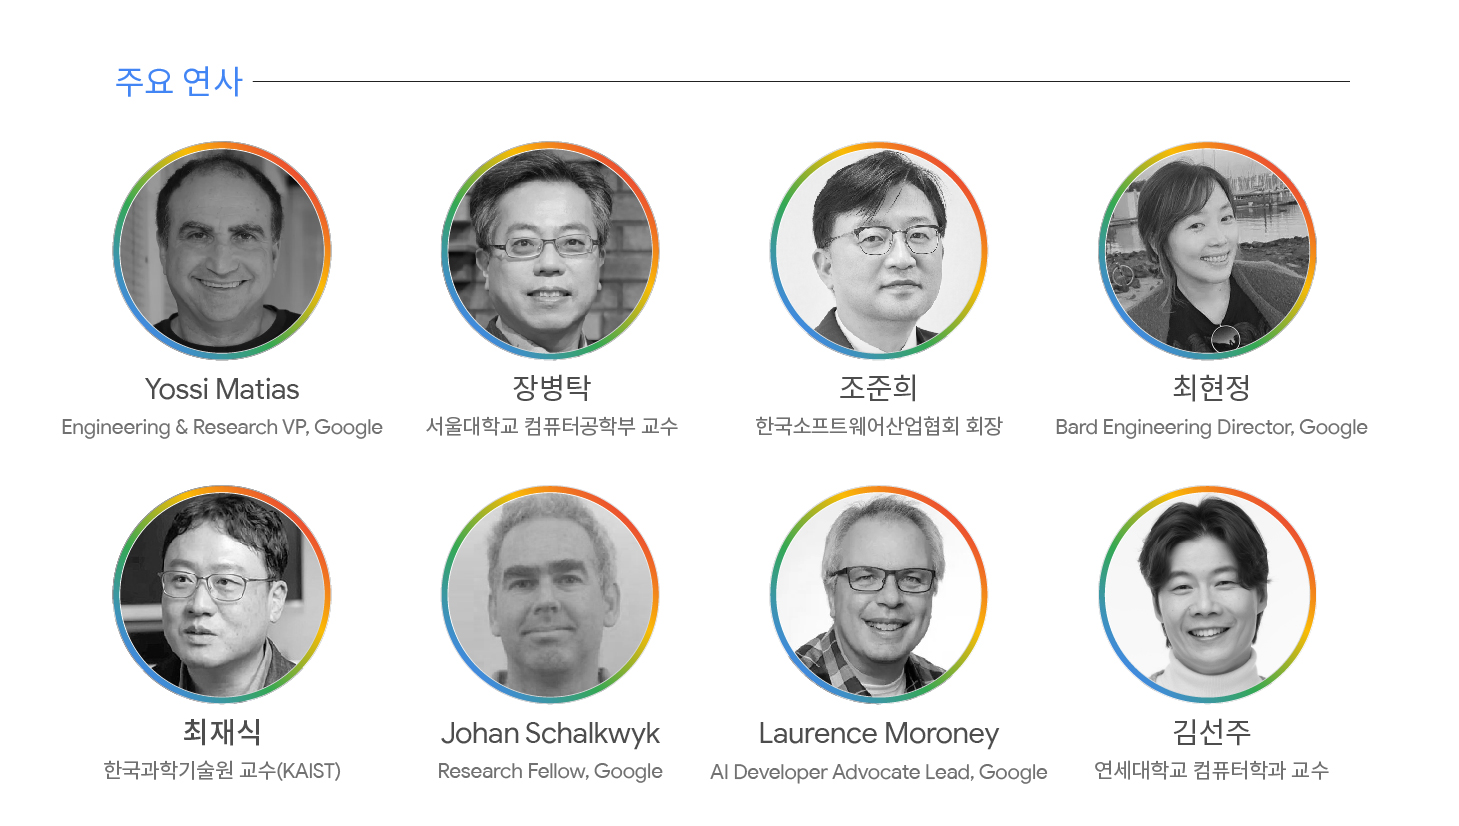 주요 연사
Yossi Matias
Engineering & Research VP, Google
장병탁
서울대학교 컴퓨터공학부 교수
조준희
한국소프트웨어산업협회 회장
최현정
Bard Engineering Director, Google
최재식
한국과학기술원 교수(KAIST)
Johan Schalkwyk
Research Fellow, Google
Laurence Moroney
AI Developer Advocate Lead, Google
김선주
연세대학교 컴퓨터학과 교수